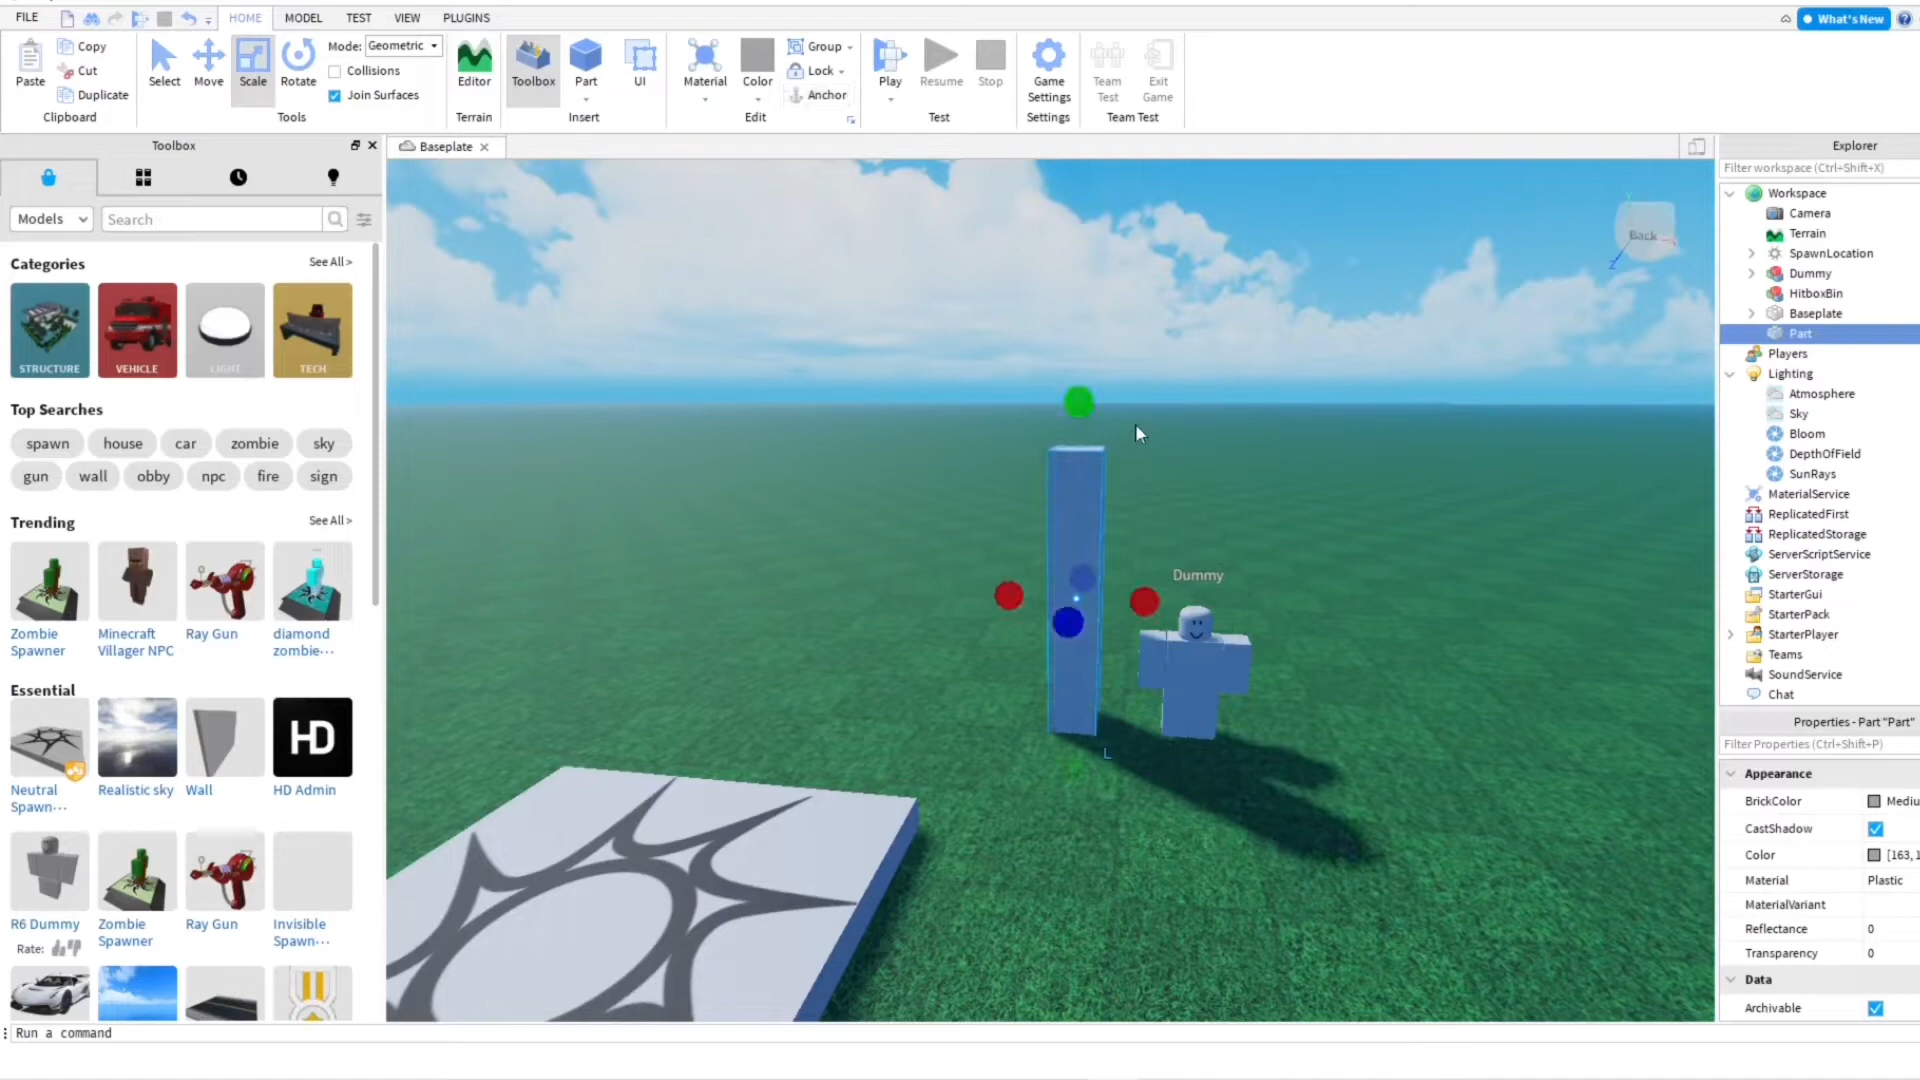 FILE HOME MODEL TEST VIEW PLUGINS What's New
Paste Copy Cut Duplicate
Clipboard
Select Move Scale Rotate
Mode: Geometric
Collisions
Join Surfaces
Tools
Editor
Terrain
Toolbox Part UI
Insert
Material Color Group Lock Anchor
Edit
Play Resume Stop
Test
Game Settings
Settings
Team Test Exit Game
Team Test
Toolbox
Models Search
Categories See All >
STRUCTURE VEHICLE LIGHT TECH
Top Searches
spawn house car zombie sky
gun wall obby npc fire sign
Trending See All >
Zombie Spawner Minecraft Villager NPC Ray Gun diamond zombie···
Essential
HD
Neutral Spawn··· Realistic sky Wall HD Admin
R6 Dummy Zombie Spawner Ray Gun Invisible Spawn···
Rate:
Run a command
Baseplate
Back
Z
Dummy
L
Explorer
Filter workspace (Ctrl+Shift+X)
Workspace
Camera
Terrain
SpawnLocation
Dummy
HitboxBin
Baseplate
Part
Players
Lighting
Atmosphere
Sky
Bloom
DepthOfField
SunRays
MaterialService
ReplicatedFirst
ReplicatedStorage
ServerScriptService
ServerStorage
StarterGui
StarterPack
StarterPlayer
Teams
SoundService
Chat
Properties - Part "Part"
Filter Properties (Ctrl+Shift+P)
Appearance
BrickColor Mediu
CastShadow
Color [163, 1
Material Plastic
MaterialVariant
Reflectance 0
Transparency 0
Data
Archivable